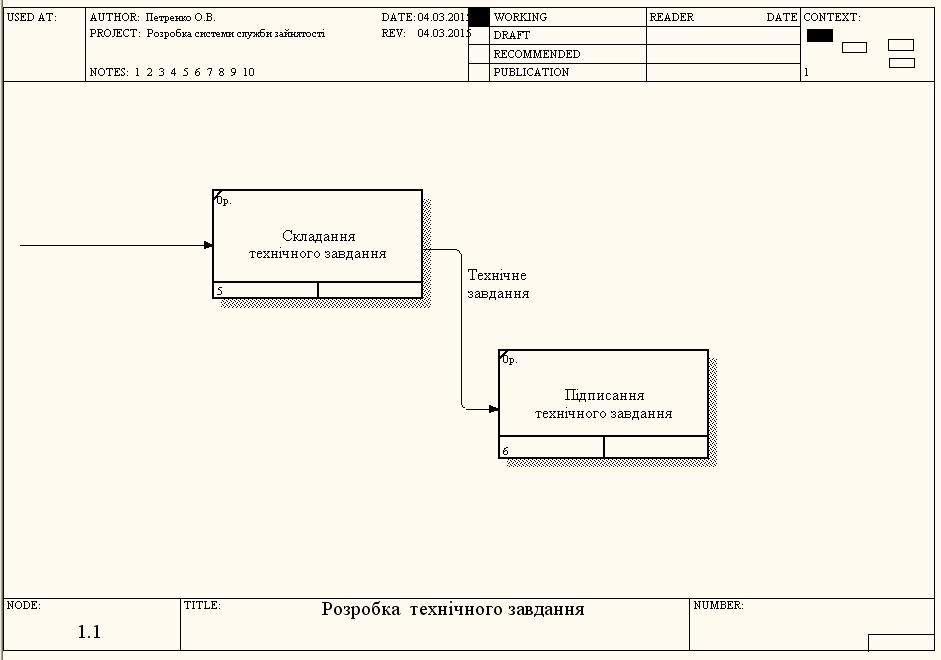 USED AT:
AUTHOR: Петренко О.В.
DATE: 04.03.2015
WORKING
READER DATE
CONTEXT:
PROJECT: Розробка системи служби зайнятості
REV: 04.03.2015
DRAFT
RECOMMENDED
NOTES: 1 2 3 4 5 6 7 8 9 10
PUBLICATION
1
0р.
Складання
технічного завдання
5
Технічне
завдання
0р.
Підписання
технічного завдання
6
NODE:
1.1
TITLE:
Розробка технічного завдання
NUMBER: